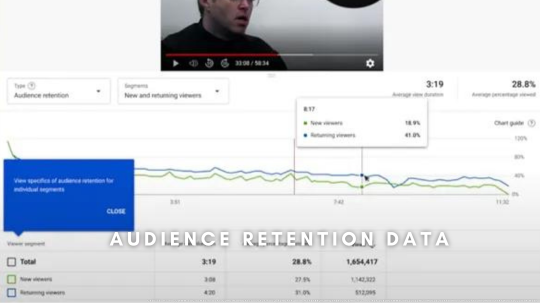 33:08 / 58:34
Type
Audience retention
Segments
New and returning viewers
3:19
Average view duration
28.8%
Average percentage viewed
8:17
New viewers 18.9%
Returning viewers 41.0%
Chart guide
120%
80%
40%
0%
View specifics of audience retention for
individual segments
CLOSE
3:51
7:42
11:32
AUDIENCE RETENTION DATA
Viewer segment
Total 3:19 28.8% 1,654,417
New viewers 3:08 27.5% 1,142,322
Returning viewers 4:20 31.0% 512,095